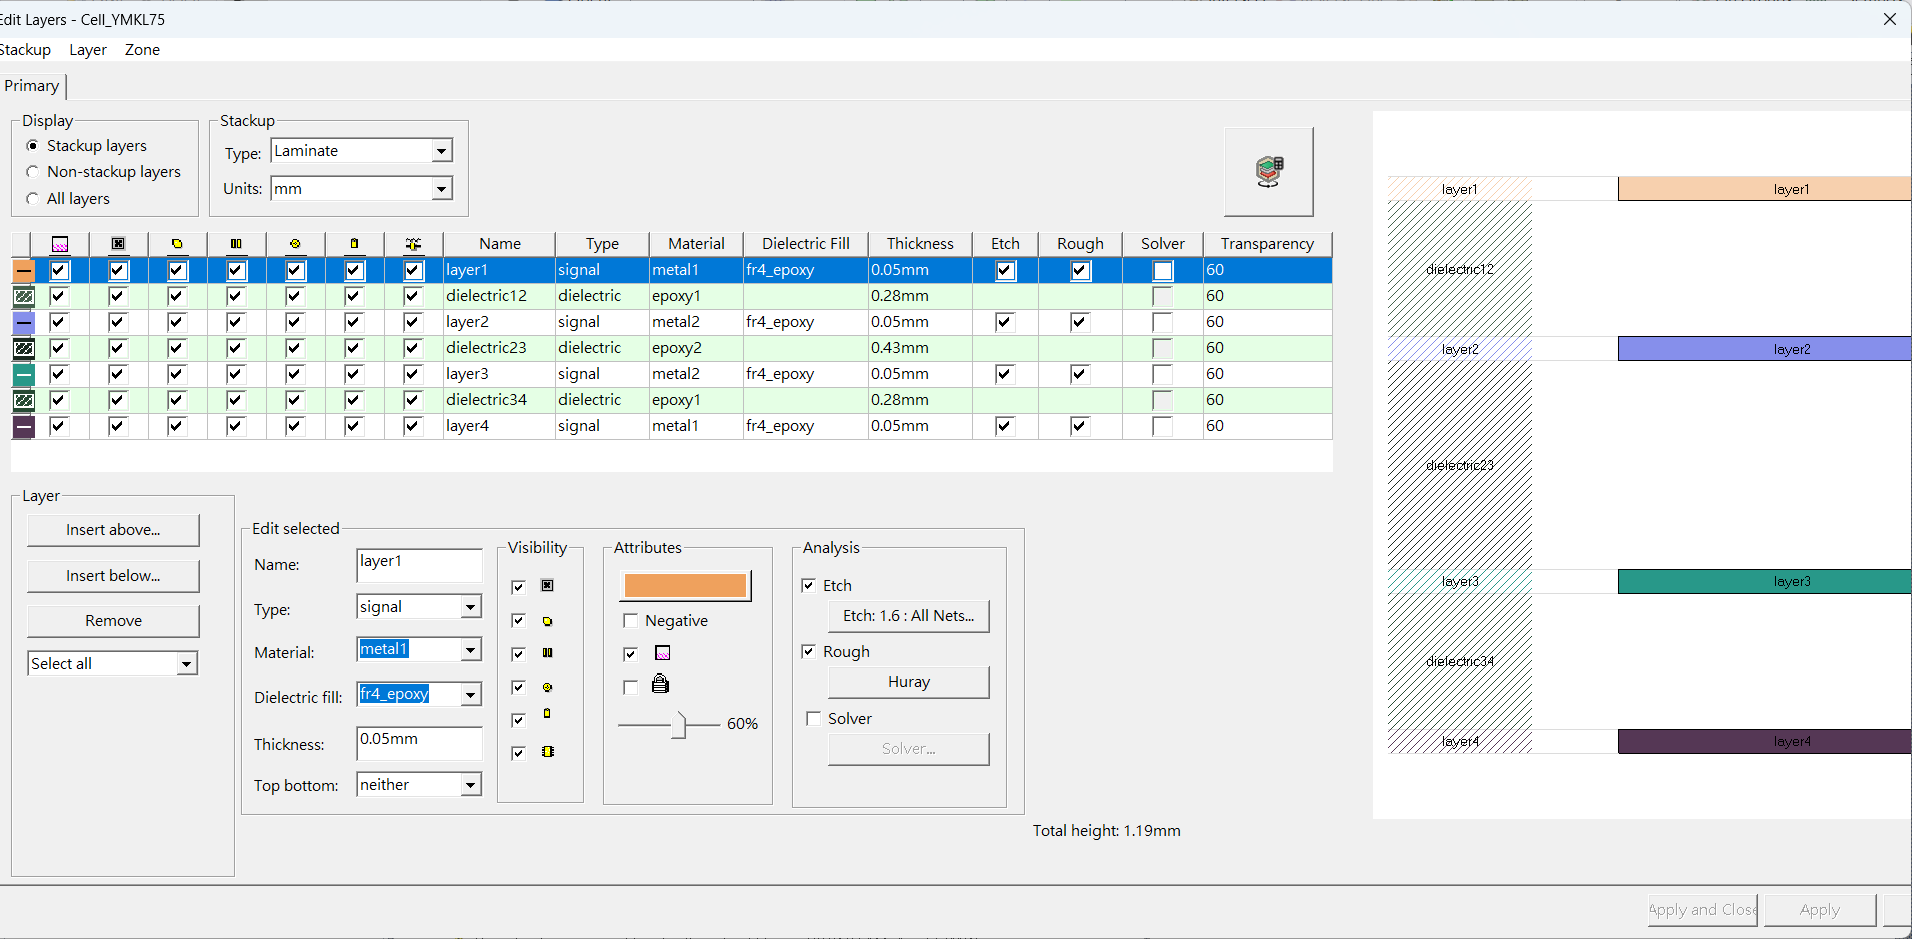 Edit Layers - Cell_YMKL75
Stackup Layer Zone
Primary
Display
Stackup layers
Non-stackup layers
All layers
Stackup
Type: Laminate
Units: mm
Name Type Material Dielectric Fill Thickness Etch Rough Solver Transparency
layer1 signal metal1 fr4_epoxy 0.05mm 60
dielectric12 dielectric epoxy1 0.28mm 60
layer2 signal metal2 fr4_epoxy 0.05mm 60
dielectric23 dielectric epoxy2 0.43mm 60
layer3 signal metal2 fr4_epoxy 0.05mm 60
dielectric34 dielectric epoxy1 0.28mm 60
layer4 signal metal1 fr4_epoxy 0.05mm 60
Layer
Insert above...
Insert below...
Remove
Select all
Edit selected
Name: layer1
Type: signal
Material: metal1
Dielectric fill: fr4_epoxy
Thickness: 0.05mm
Top bottom: neither
Visibility
Attributes
Negative
60%
Analysis
Etch
Etch: 1.6 : All Nets...
Rough
Huray
Solver
Solver...
Total height: 1.19mm
layer1 layer1
dielectric12
layer2 layer2
dielectric23
layer3 layer3
dielectric34
layer4 layer4
Apply and Close Apply